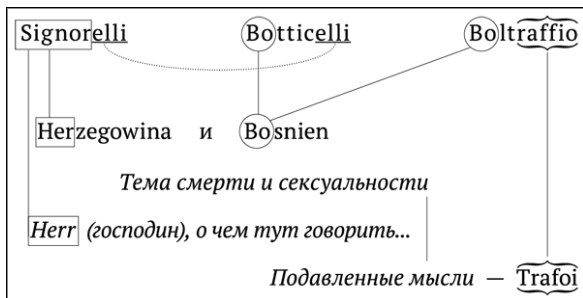 Signorelli Botticelli Boltraffio
Herzegowina и Bosnien
Тема смерти и сексуальности
Herr (господин), о чем тут говорить...
Подавленные мысли — Trafoi